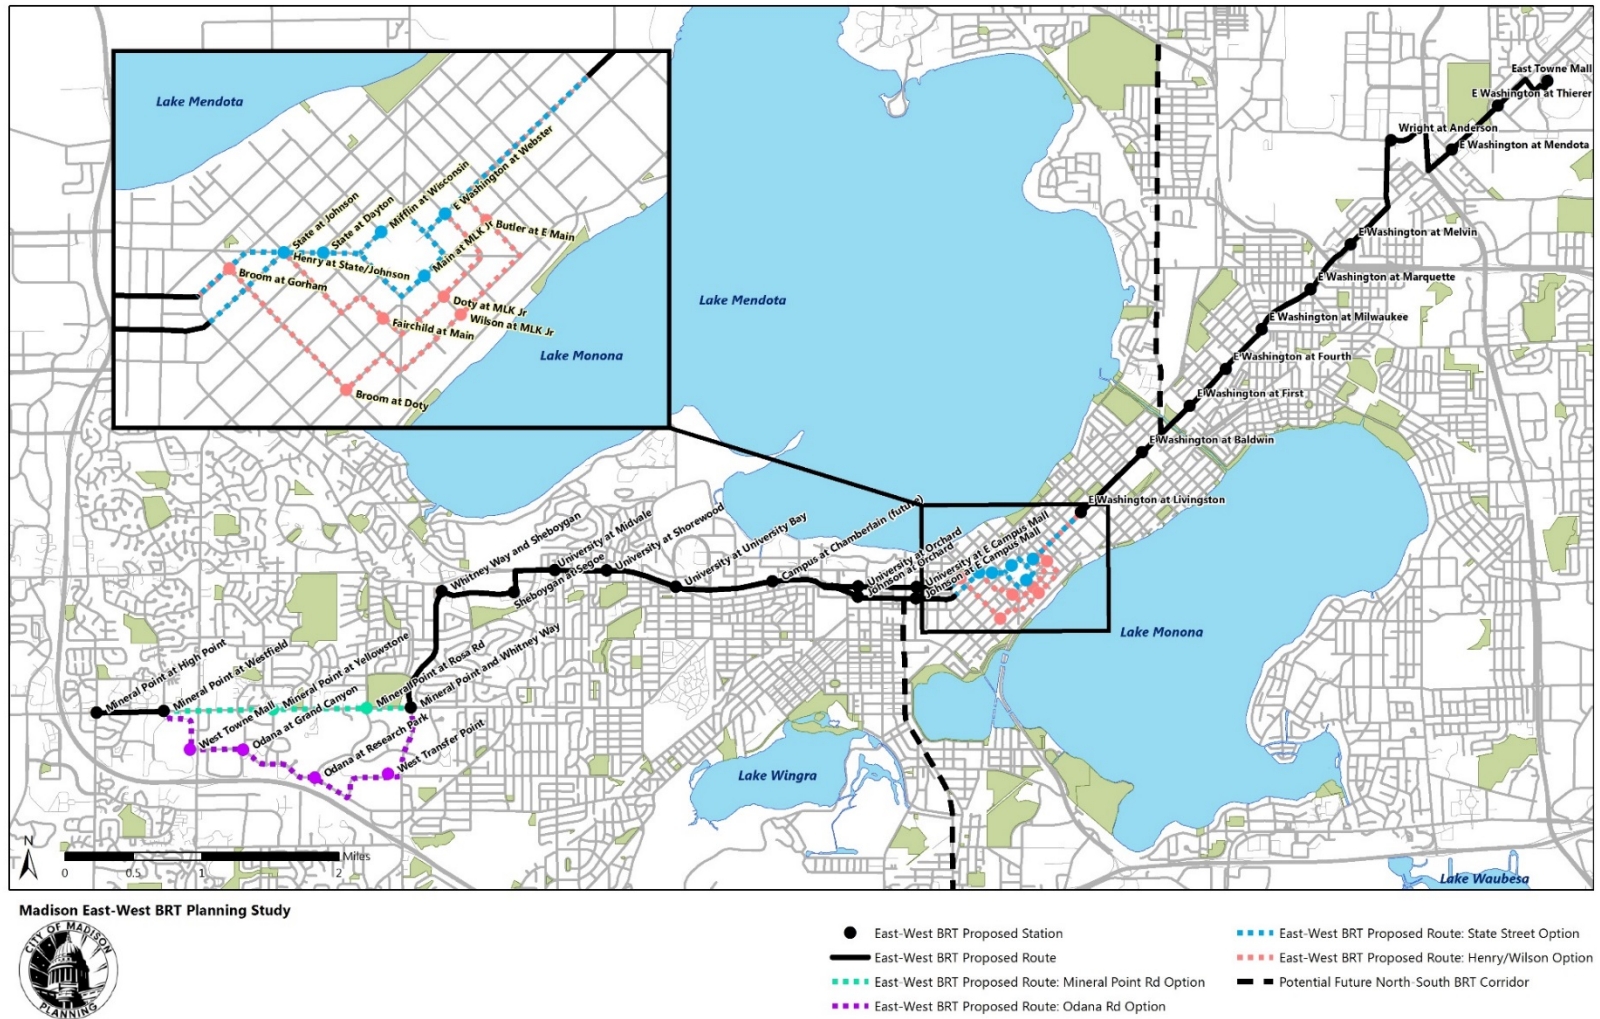 Lake Mendota
State at Johnson
State at Dayton
Mifflin at Wisconsin
E Washington at Webster
Henry at State/Johnson
Main at MLK Jr
Butler at E Main
Broom at Gorham
Doty at MLK Jr
Wilson at MLK Jr
Fairchild at Main
Broom at Doty
Lake Monona
Lake Mendota
East Towne Mall
E Washington at Thierer
Wright at Anderson
E Washington at Mendota
E Washington at Melvin
E Washington at Marquette
E Washington at Milwaukee
E Washington at Fourth
E Washington at First
E Washington at Baldwin
E Washington at Livingston
Whitney Way and Sheboygan
University at Midvale
Sheboygan at Segoe
University at Shorewood
University at University Bay
Campus at Chamberlain (future)
University at Orchard
Johnson at Orchard
University at E Campus Mall
Johnson at E Campus Mall
Lake Monona
Mineral Point at High Point
Mineral Point at Westfield
Mineral Point at Yellowstone
Mineral Point at Rosa Rd
Mineral Point and Whitney Way
West Towne Mall
Odana at Grand Canyon
Odana at Research Park
West Transfer Point
Lake Wingra
Lake Waubesa
N
Miles
0 0.5 1 2
Madison East-West BRT Planning Study
CITY OF MADISON
PLANNING
East-West BRT Proposed Station
East-West BRT Proposed Route
East-West BRT Proposed Route: Mineral Point Rd Option
East-West BRT Proposed Route: Odana Rd Option
East-West BRT Proposed Route: State Street Option
East-West BRT Proposed Route: Henry/Wilson Option
Potential Future North-South BRT Corridor